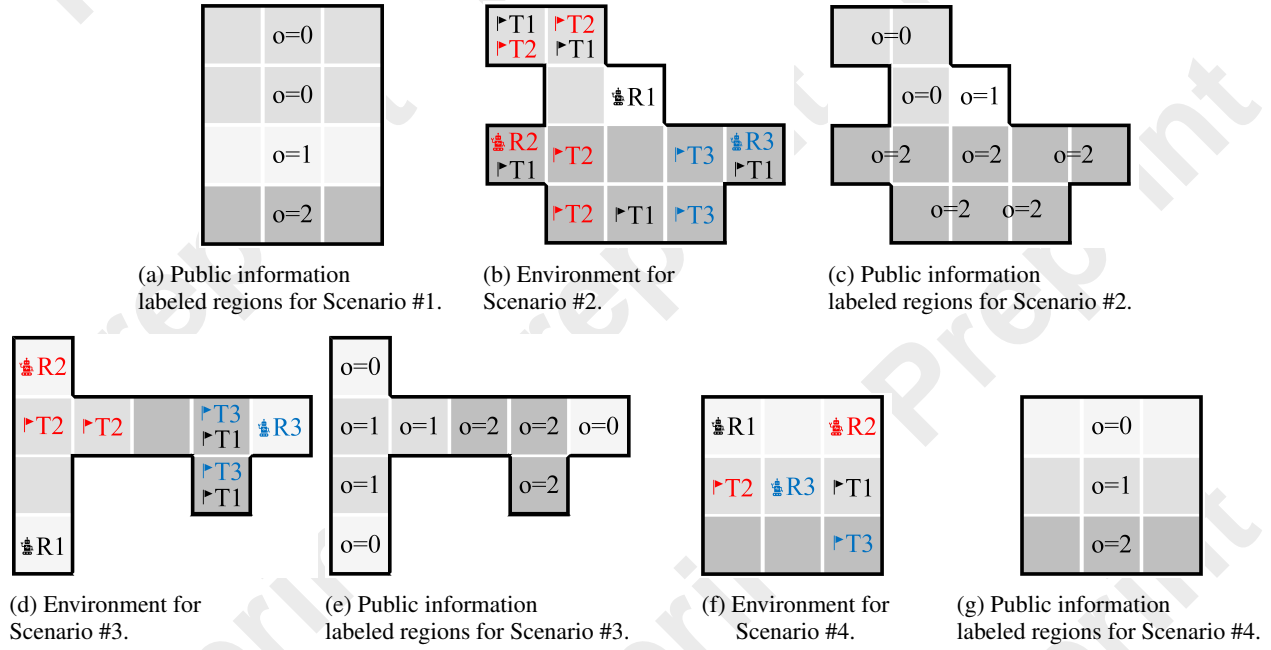 o=0
o=0
o=1
o=2
(a) Public information
labeled regions for Scenario #1.
T1 T2
T2 T1
R1
R2 R3
T1 T2 T3 T1
T2 T1 T3
(b) Environment for
Scenario #2.
o=0
o=0 o=1
o=2 o=2 o=2
o=2 o=2
(c) Public information
labeled regions for Scenario #2.
R2
T2 T2 T3 R3
T1
T3
T1
R1
(d) Environment for
Scenario #3.
o=0
o=1 o=1 o=2 o=2 o=0
o=1 o=2
o=0
(e) Public information
labeled regions for Scenario #3.
R1 R2
T2 R3 T1
T3
(f) Environment for
Scenario #4.
o=0
o=1
o=2
(g) Public information
labeled regions for Scenario #4.
Preprint
Preprint